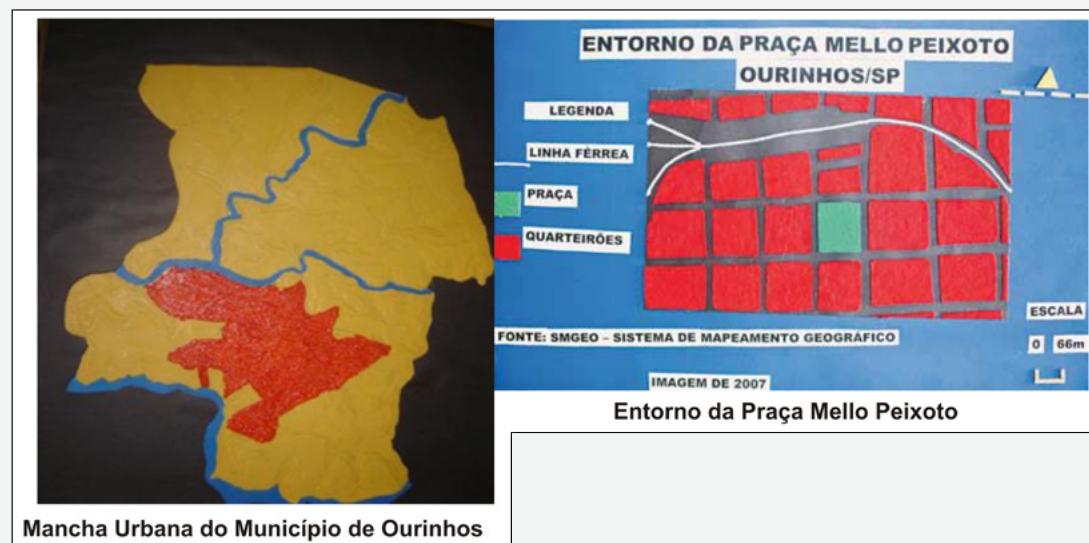 Mancha Urbana do Município de Ourinhos
ENTORNO DA PRAÇA MELLO PEIXOTO
OURINHOS/SP
LEGENDA
LINHA FÉRREA
PRAÇA
QUARTEIRÕES
ESCALA
0 66m
FONTE: SMGEO – SISTEMA DE MAPEAMENTO GEOGRÁFICO
IMAGEM DE 2007
Entorno da Praça Mello Peixoto